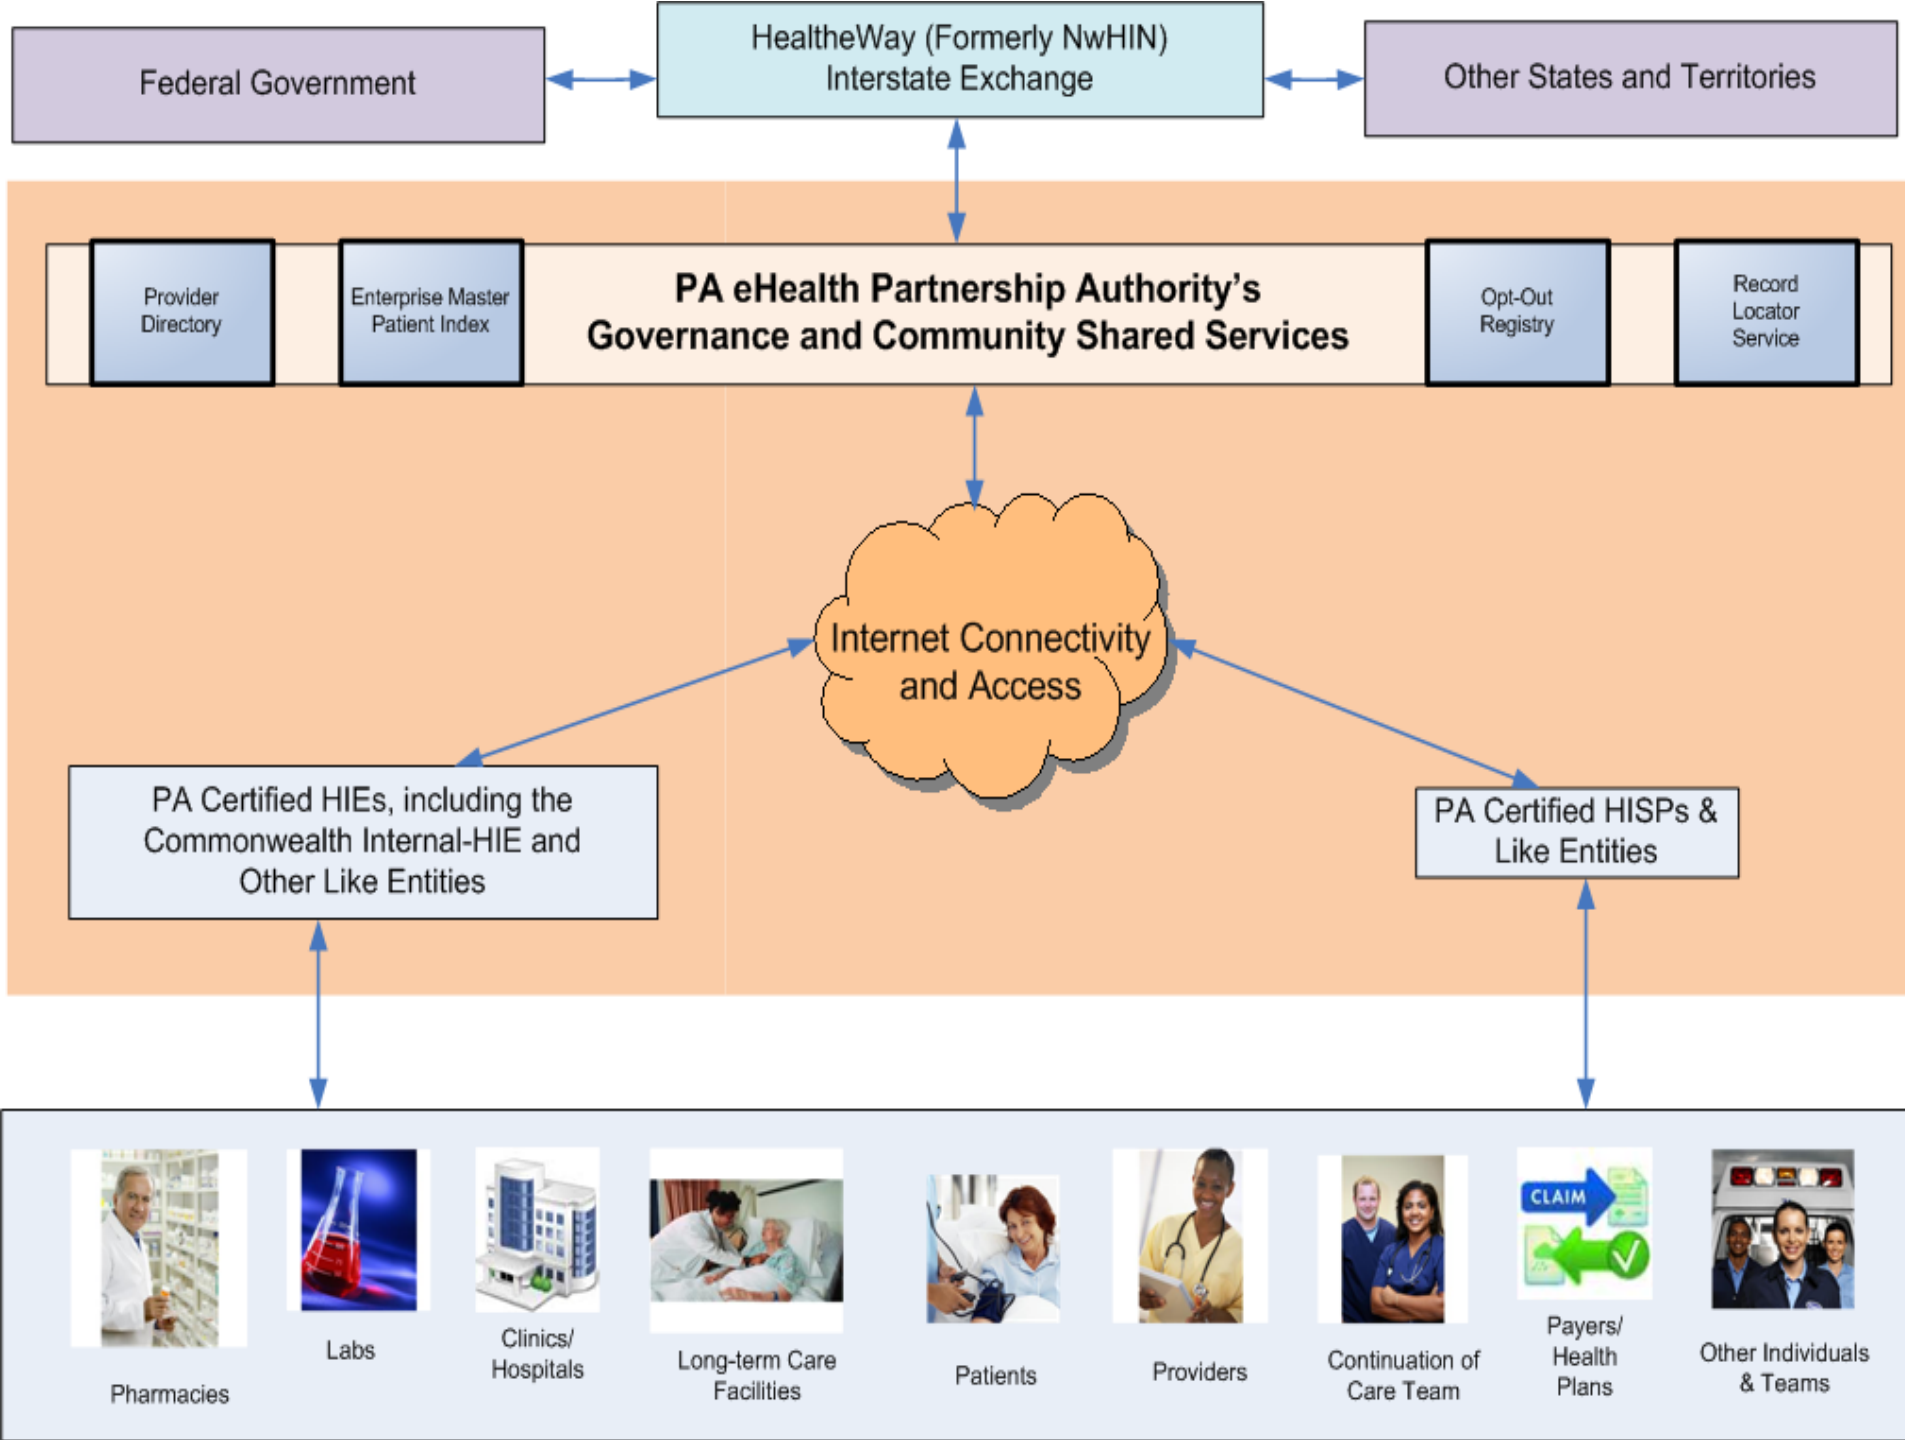 Federal Government
HealtheWay (Formerly NwHIN)
Interstate Exchange
Other States and Territories
Provider
Directory
Enterprise Master
Patient Index
PA eHealth Partnership Authority’s
Governance and Community Shared Services
Opt-Out
Registry
Record
Locator
Service
Internet Connectivity
and Access
PA Certified HIEs, including the
Commonwealth Internal-HIE and
Other Like Entities
PA Certified HISPs &
Like Entities
Pharmacies
Labs
Clinics/
Hospitals
Long-term Care
Facilities
Patients
Providers
Continuation of
Care Team
CLAIM
Payers/
Health
Plans
Other Individuals
& Teams